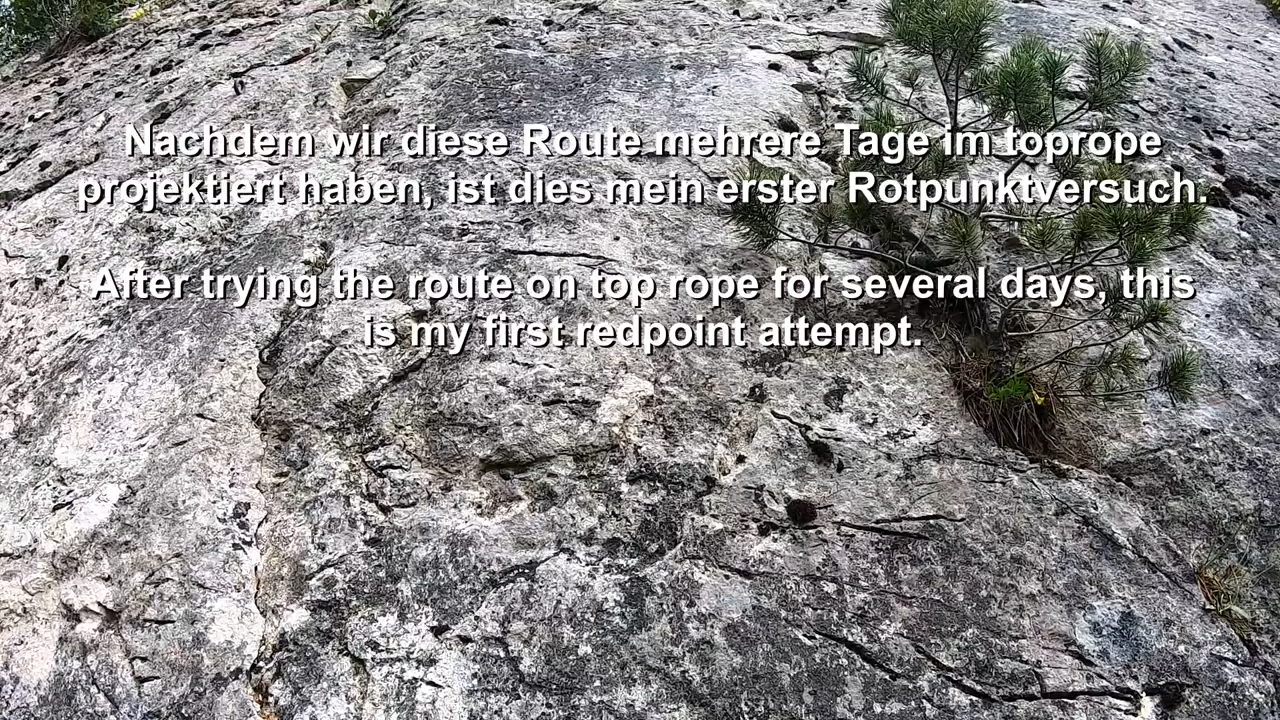 Nachdem wir diese Route mehrere Tage im toprope
projektiert haben, ist dies mein erster Rotpunktversuch.
After trying the route on top rope for several days, this
is my first redpoint attempt.